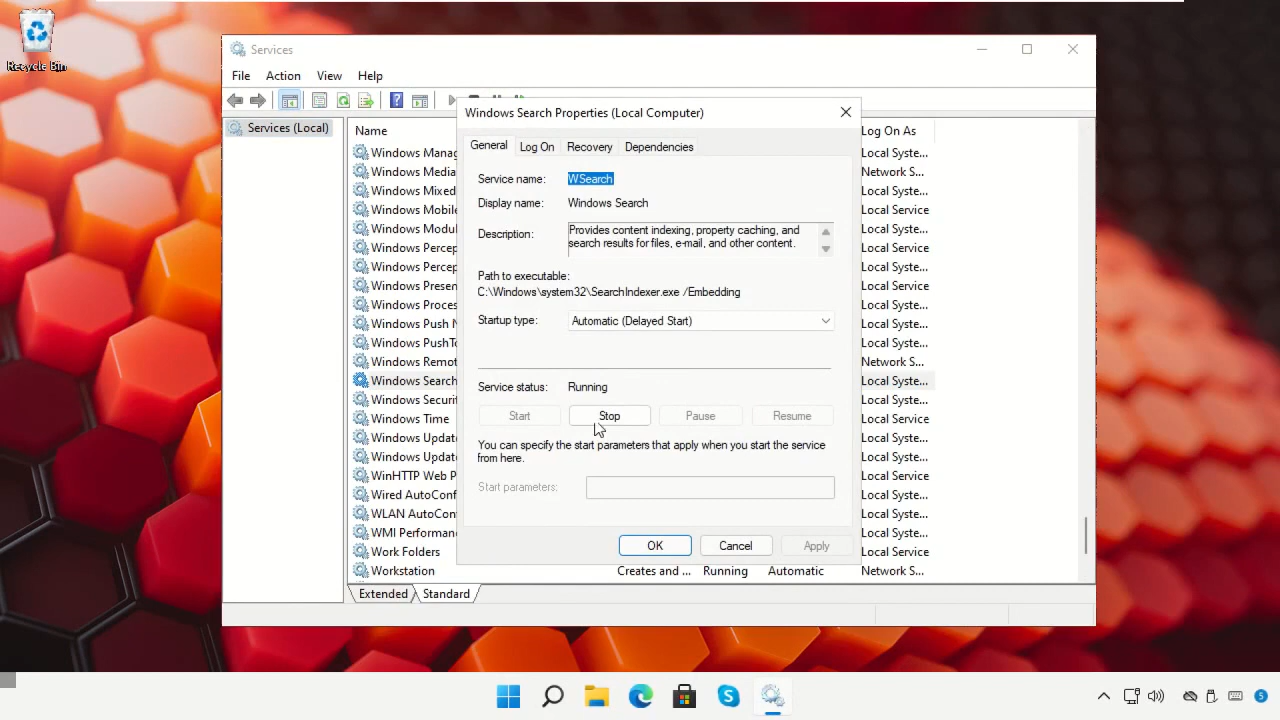 Recycle Bin
Services
File Action View Help
Services (Local)
Name
Log On As
Windows Search Properties (Local Computer)
General Log On Recovery Dependencies
Service name: WSearch
Display name: Windows Search
Description: Provides content indexing, property caching, and
search results for files, e-mail, and other content.
Path to executable:
C:\Windows\system32\SearchIndexer.exe /Embedding
Startup type: Automatic (Delayed Start)
Service status: Running
Start Stop Pause Resume
You can specify the start parameters that apply when you start the service
from here.
Start parameters:
OK Cancel Apply
Windows Manag Local Syste...
Windows Media Network S...
Windows Mixed Local Syste...
Windows Mobile Local Service
Windows Modul Local Syste...
Windows Percep Local Service
Windows Percep Local Syste...
Windows Presen Local Service
Windows Proces Local Syste...
Windows Push N Local Syste...
Windows PushTo Local Syste...
Windows Remot Network S...
Windows Search Local Syste...
Windows Securit Local Syste...
Windows Time Local Service
Windows Update Local Syste...
Windows Update Local Syste...
WinHTTP Web P Local Service
Wired AutoConf Local Syste...
WLAN AutoCon Local Syste...
WMI Performanc Local Syste...
Work Folders Local Service
Workstation Creates and ... Running Automatic Network S...
Extended Standard
5